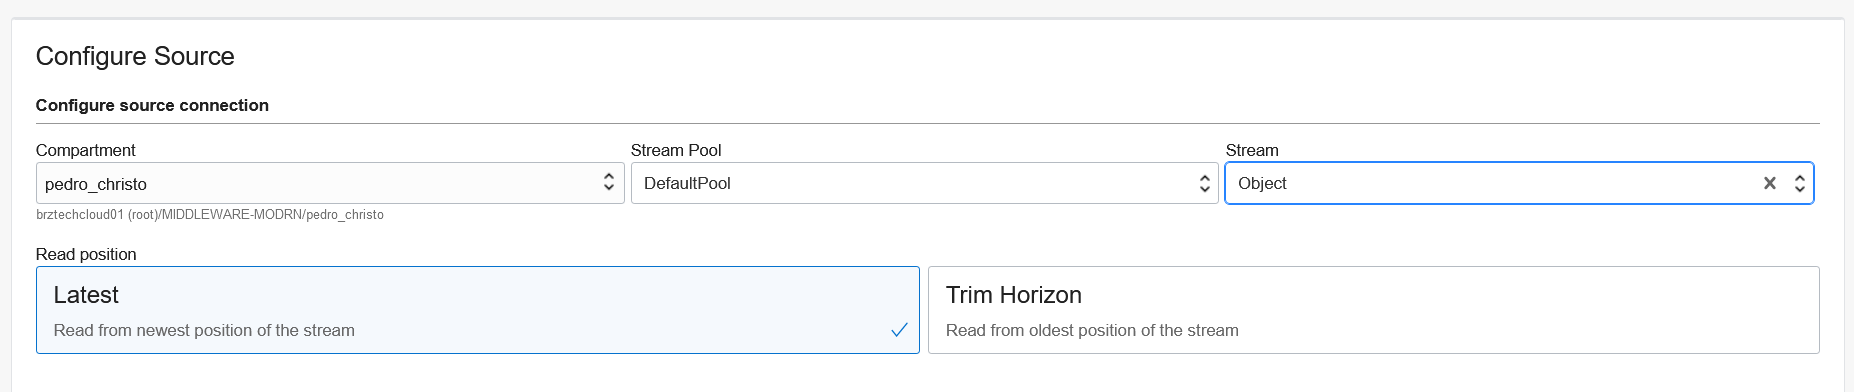 Configure Source
Configure source connection
Compartment Stream Pool Stream
pedro_christo DefaultPool Object
brztechcloud01 (root)/MIDDLEWARE-MODRN/pedro_christo
Read position
Latest Trim Horizon
Read from newest position of the stream Read from oldest position of the stream